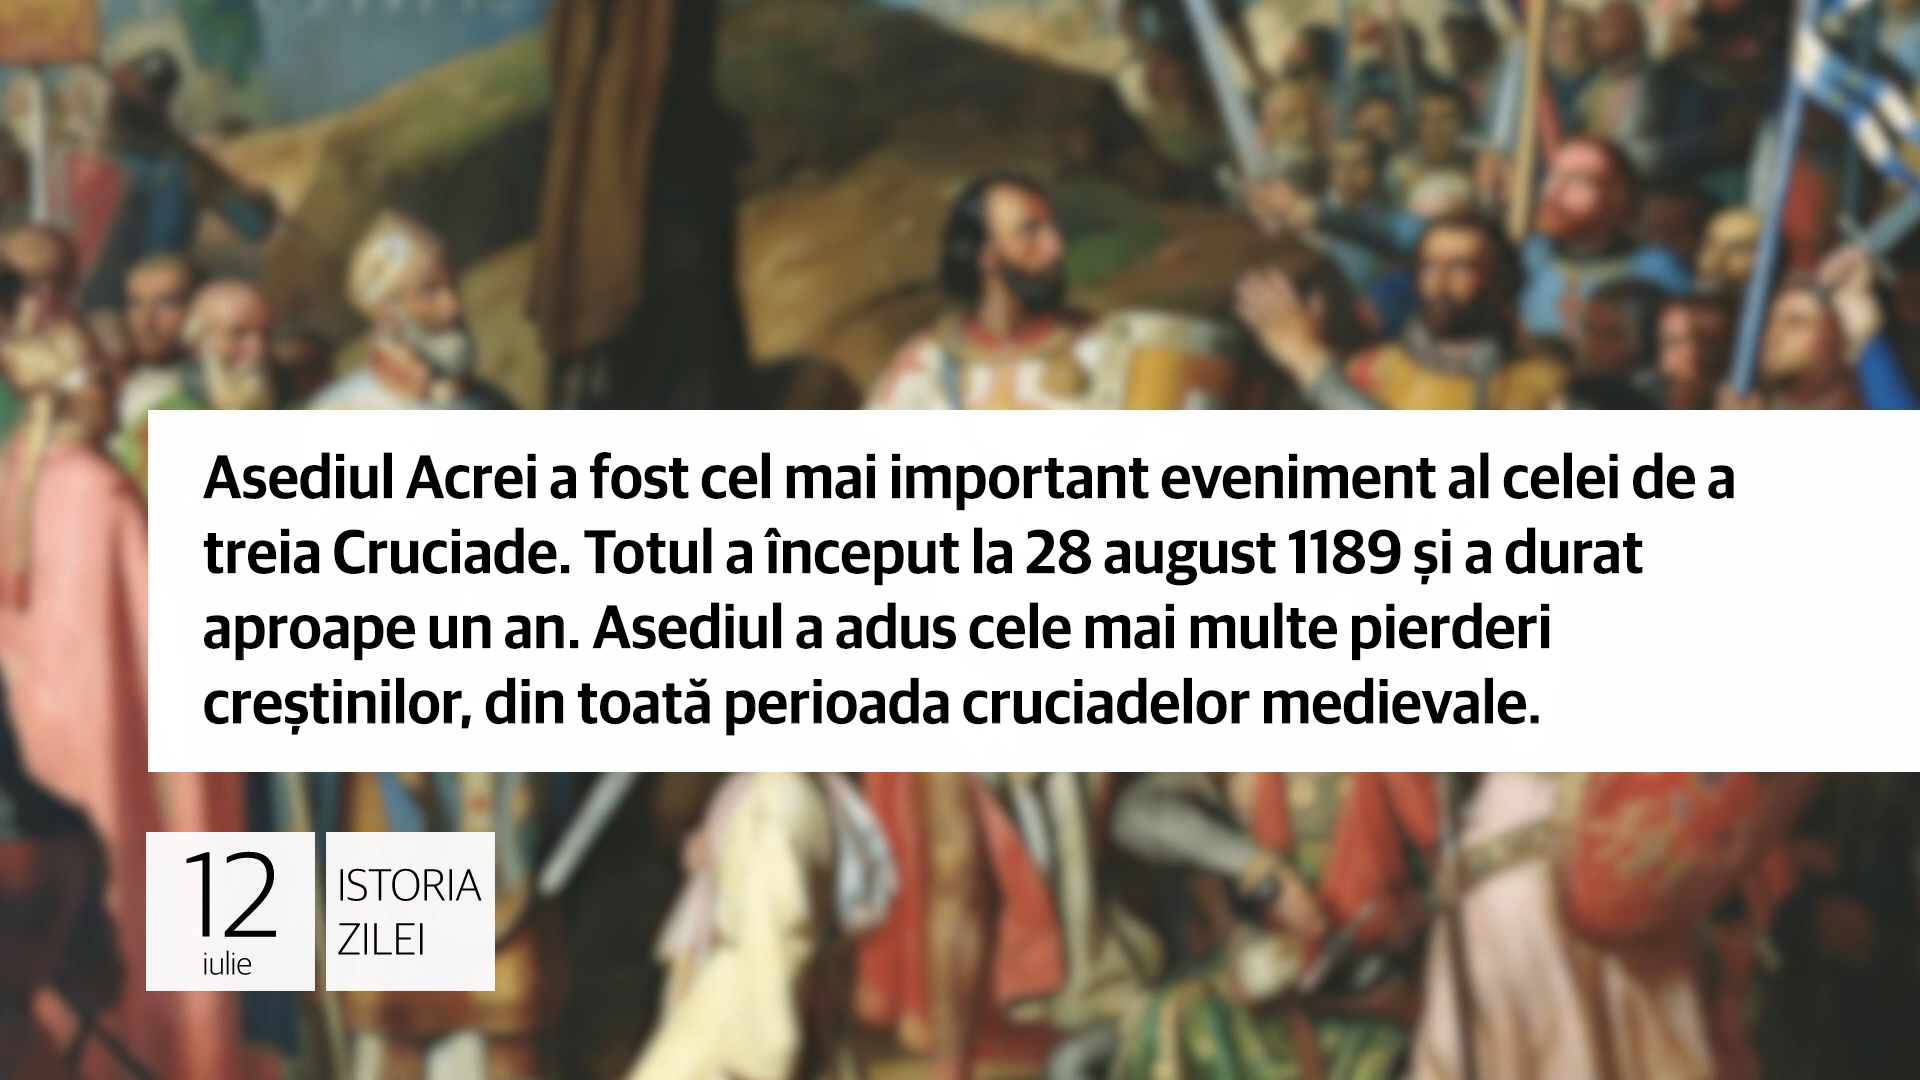 Asediul Acrei a fost cel mai important eveniment al celei de a
treia Cruciade. Totul a început la 28 august 1189 și a durat
aproape un an. Asediul a adus cele mai multe pierderi
creștinilor, din toată perioada cruciadelor medievale.
12
iulie
ISTORIA
ZILEI